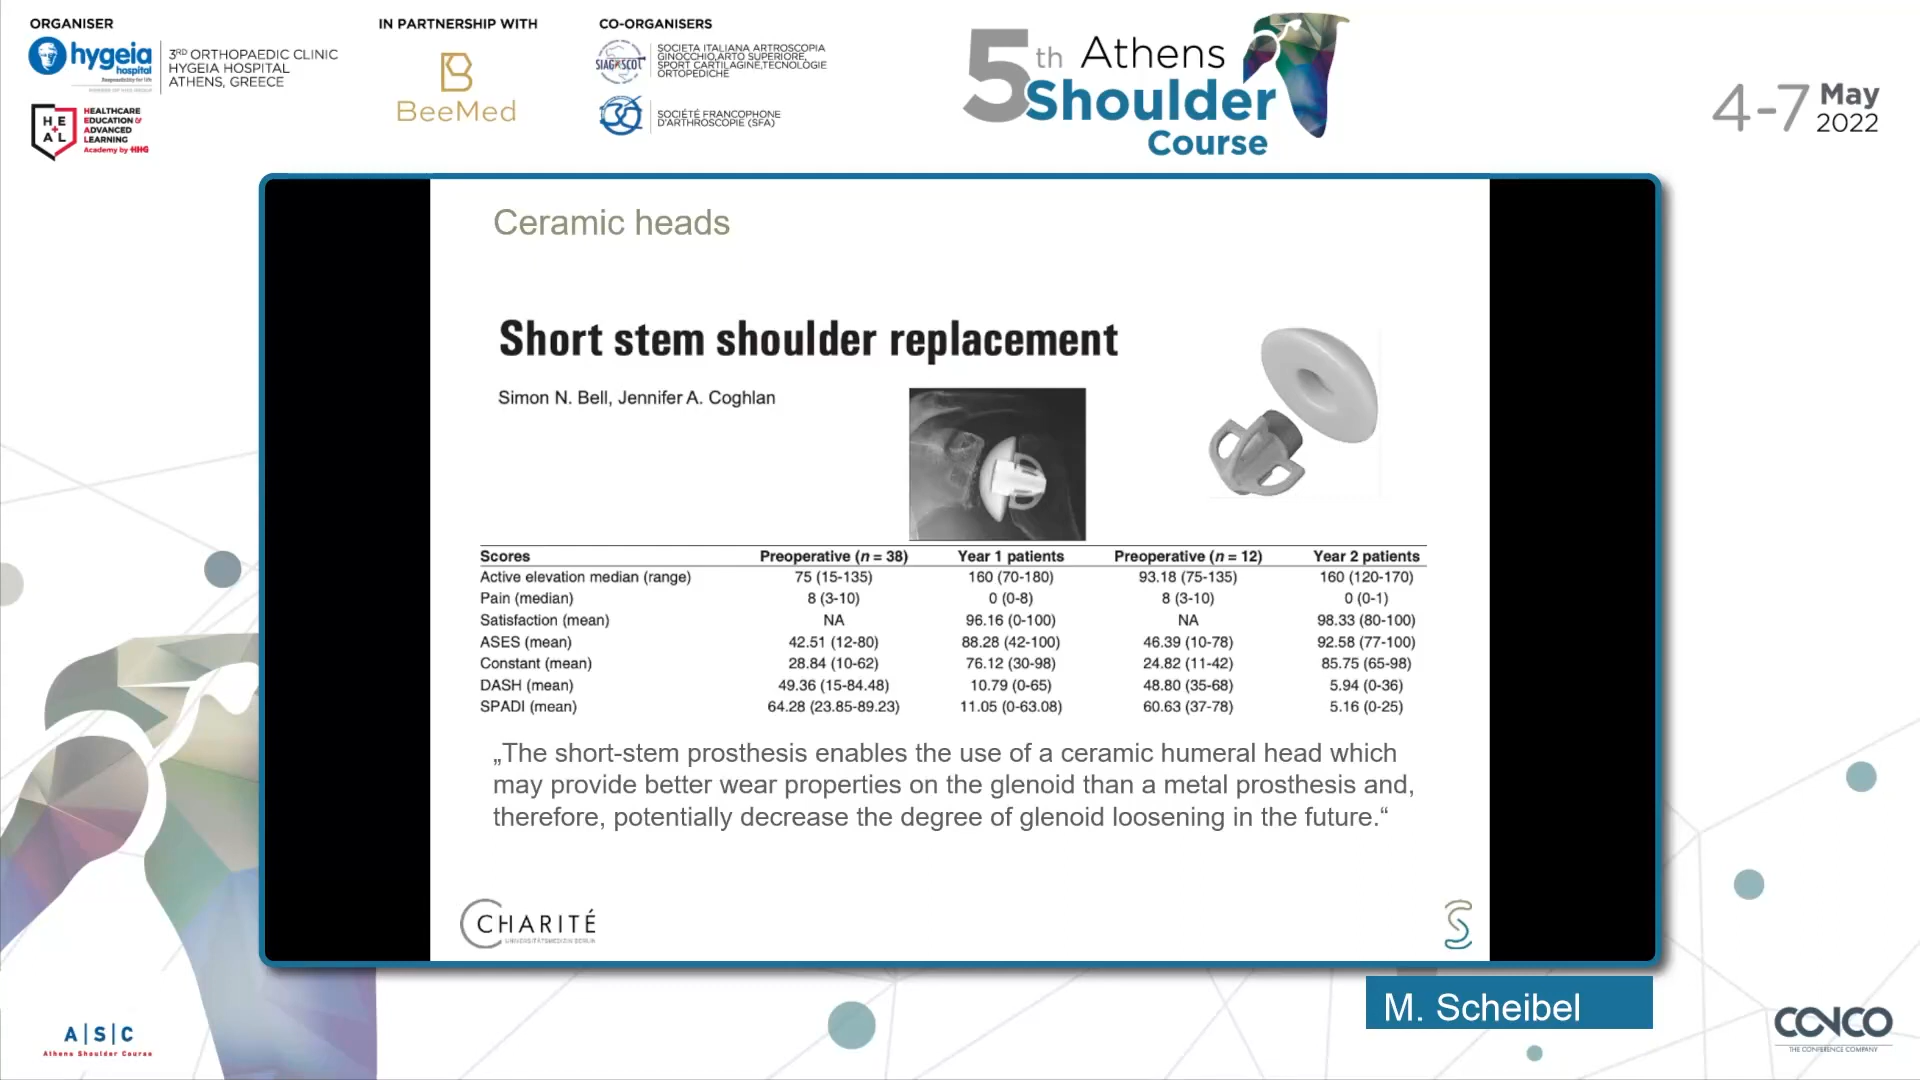 ORGANISER
hygeia
hospital
3RD ORTHOPAEDIC CLINIC
HYGEIA HOSPITAL
ATHENS, GREECE
HEAL
HEALTHCARE
EDUCATION &
ADVANCED
LEARNING
Academy by HHG
IN PARTNERSHIP WITH
BeeMed
CO-ORGANISERS
SIAGASCOT
SOCIETA ITALIANA ARTROSCOPIA
GINOCCHIO,ARTO SUPERIORE,
SPORT CARTILAGINE,TECNOLOGIE
ORTOPEDICHE
SOCIÉTÉ FRANCOPHONE
D'ARTHROSCOPIE (SFA)
5th Athens
Shoulder
Course
4-7 May
2022
Ceramic heads
Short stem shoulder replacement
Simon N. Bell, Jennifer A. Coghlan
Scores Preoperative (n = 38) Year 1 patients Preoperative (n = 12) Year 2 patients
Active elevation median (range) 75 (15-135) 160 (70-180) 93.18 (75-135) 160 (120-170)
Pain (median) 8 (3-10) 0 (0-8) 8 (3-10) 0 (0-1)
Satisfaction (mean) NA 96.16 (0-100) NA 98.33 (80-100)
ASES (mean) 42.51 (12-80) 88.28 (42-100) 46.39 (10-78) 92.58 (77-100)
Constant (mean) 28.84 (10-62) 76.12 (30-98) 24.82 (11-42) 85.75 (65-98)
DASH (mean) 49.36 (15-84.48) 10.79 (0-65) 48.80 (35-68) 5.94 (0-36)
SPADI (mean) 64.28 (23.85-89.23) 11.05 (0-63.08) 60.63 (37-78) 5.16 (0-25)
„The short-stem prosthesis enables the use of a ceramic humeral head which
may provide better wear properties on the glenoid than a metal prosthesis and,
therefore, potentially decrease the degree of glenoid loosening in the future.“
CHARITÉ
UNIVERSITÄTSMEDIZIN BERLIN
M. Scheibel
A|S|C
Athens Shoulder Course
CONCO
THE CONFERENCE COMPANY